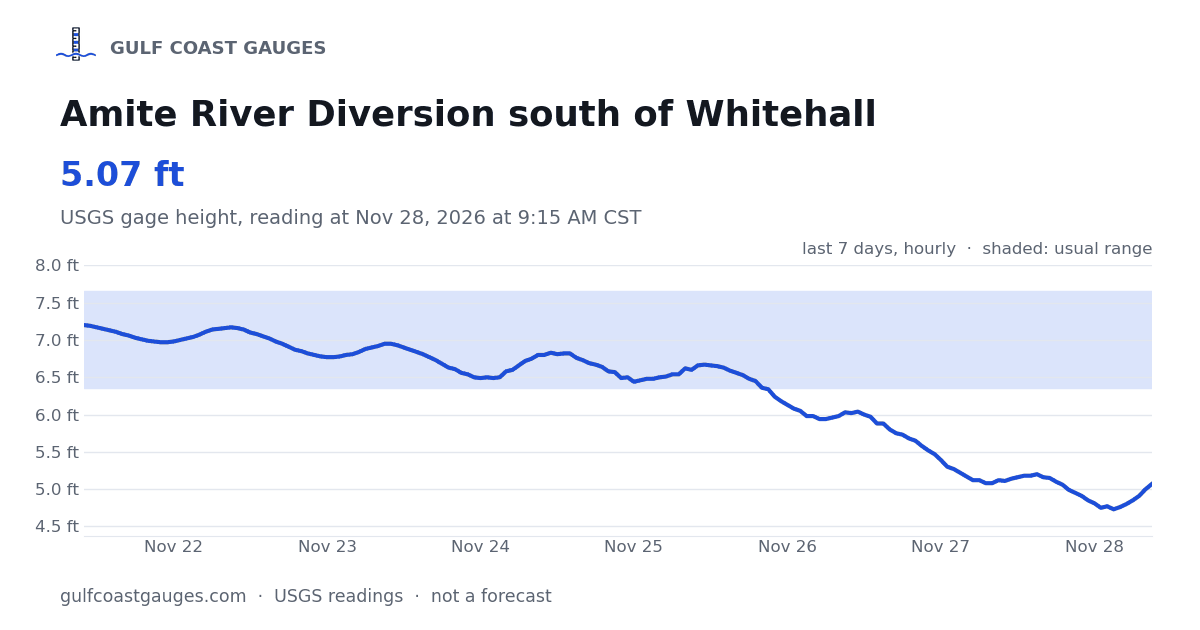 GULF COAST GAUGES
Amite River Diversion south of Whitehall
5.07 ft
USGS gage height, reading at Nov 28, 2026 at 9:15 AM CST
last 7 days, hourly · shaded: usual range
8.0 ft
7.5 ft
7.0 ft
6.5 ft
6.0 ft
5.5 ft
5.0 ft
4.5 ft
Nov 22 Nov 23 Nov 24 Nov 25 Nov 26 Nov 27 Nov 28
gulfcoastgauges.com · USGS readings · not a forecast